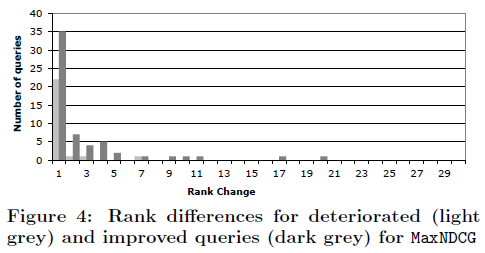 40
35
30
25
20
15
10
5
0
Number of queries
1 3 5 7 9 11 13 15 17 19 21 23 25 27 29
Rank Change
Figure 4: Rank differences for deteriorated (light
grey) and improved queries (dark grey) for MaxNDCG